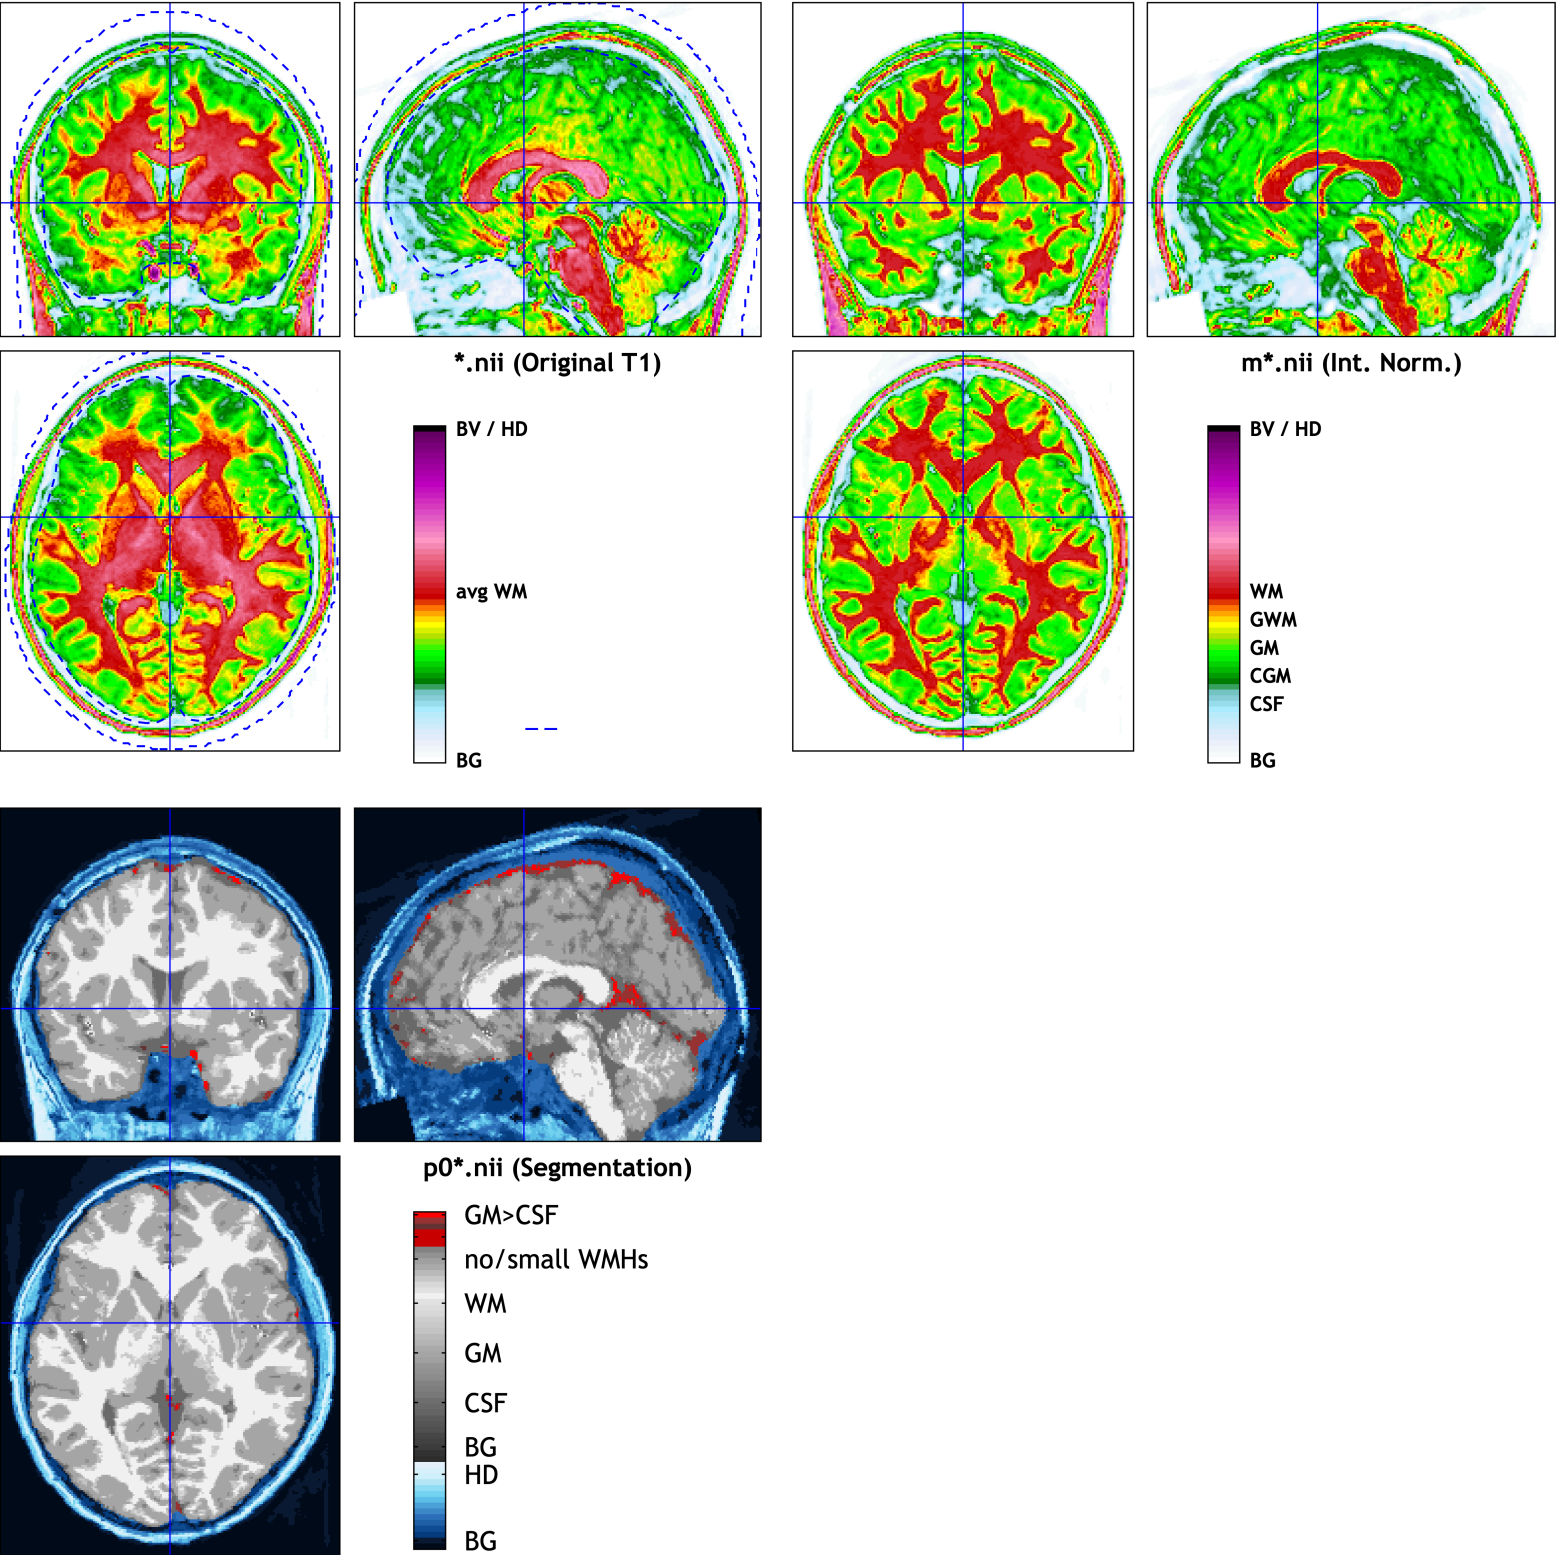 *.nii (Original T1)
BV / HD
avg WM
BG
m*.nii (Int. Norm.)
BV / HD
WM
GWM
GM
CGM
CSF
BG
p0*.nii (Segmentation)
GM>CSF
no/small WMHs
WM
GM
CSF
BG
HD
BG